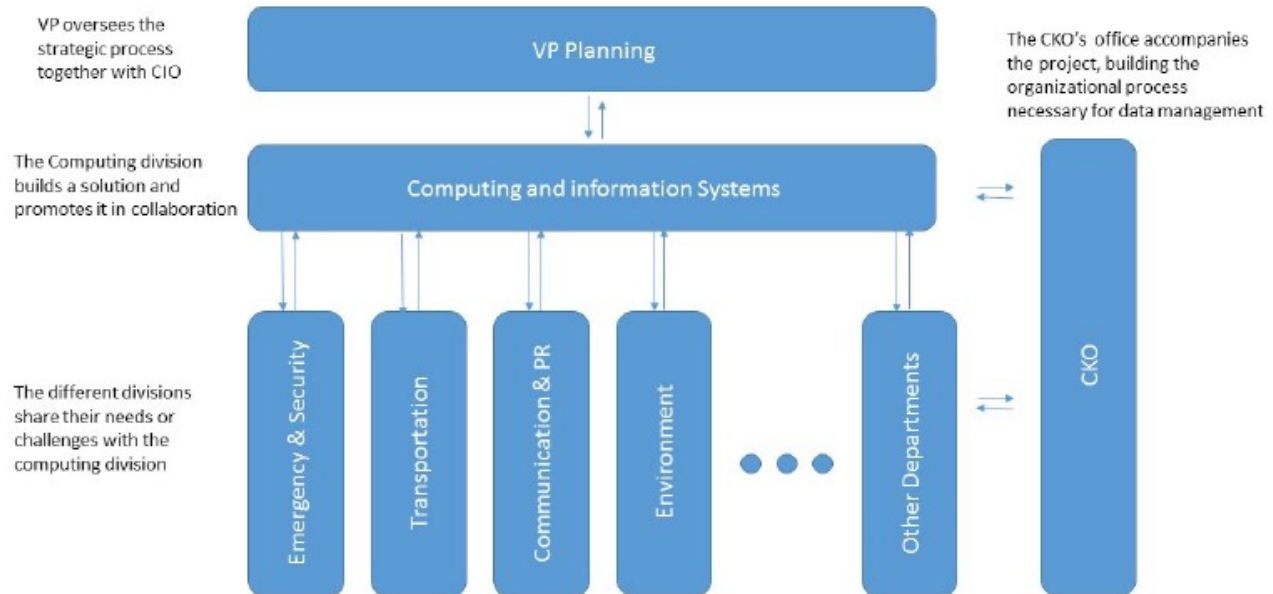 VP oversees the
strategic process
together with CIO
VP Planning
The CKO's office accompanies
the project, building the
organizational process
necessary for data management
The Computing division
builds a solution and
promotes it in collaboration
Computing and information Systems
The different divisions
share their needs or
challenges with the
computing division
Emergency & Security
Transportation
Communication & PR
Environment
Other Departments
CKO